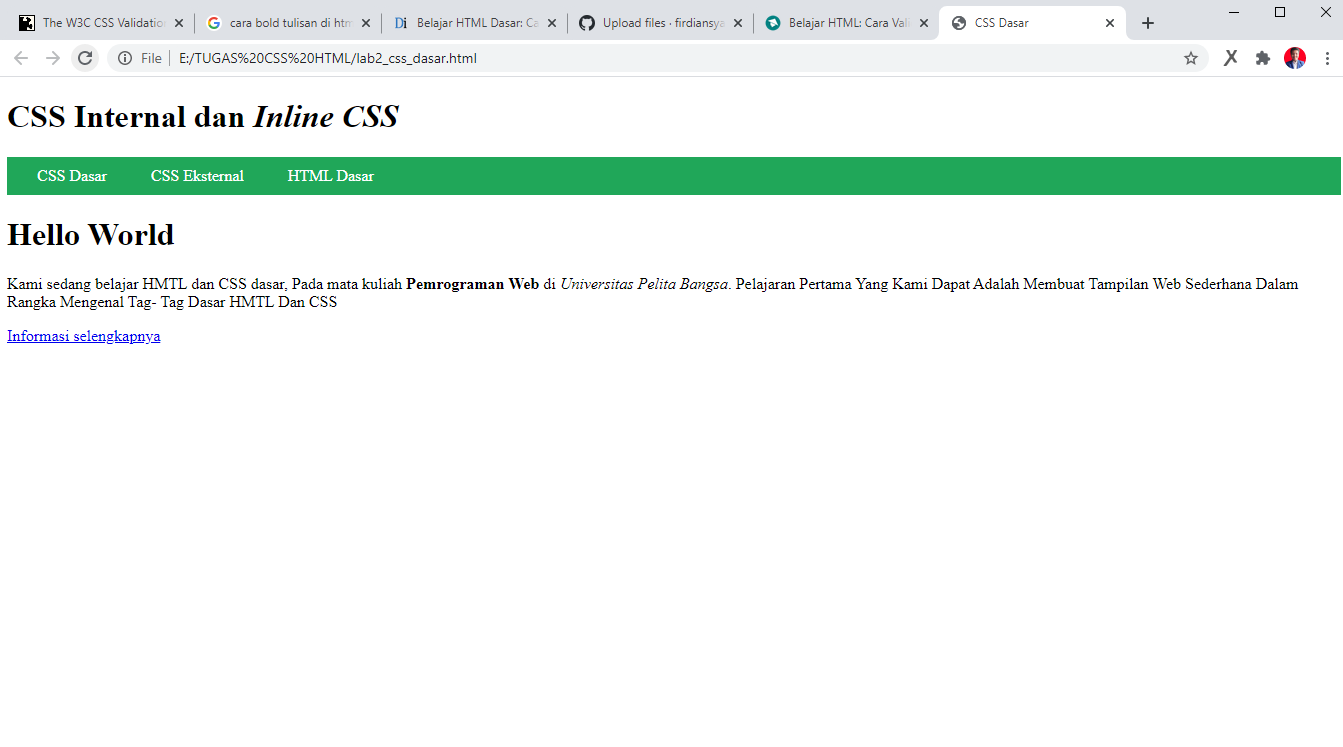 The W3C CSS Validatio
cara bold tulisan di htm
Di Belajar HTML Dasar: Ca
Upload files · firdiansya
Belajar HTML: Cara Vali
CSS Dasar
File
E:/TUGAS%20CSS%20HTML/lab2_css_dasar.html
CSS Internal dan Inline CSS
CSS Dasar CSS Eksternal HTML Dasar
Hello World
Kami sedang belajar HMTL dan CSS dasar, Pada mata kuliah Pemrograman Web di Universitas Pelita Bangsa. Pelajaran Pertama Yang Kami Dapat Adalah Membuat Tampilan Web Sederhana Dalam
Rangka Mengenal Tag- Tag Dasar HMTL Dan CSS
Informasi selengkapnya